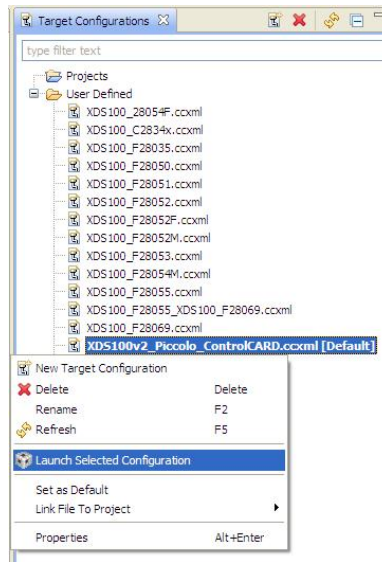 Target Configurations
type filter text
Projects
User Defined
XDS100_28054F.ccxml
XDS100_C2834x.ccxml
XDS100_F28035.ccxml
XDS100_F28050.ccxml
XDS100_F28051.ccxml
XDS100_F28052.ccxml
XDS100_F28052F.ccxml
XDS100_F28052M.ccxml
XDS100_F28053.ccxml
XDS100_F28054M.ccxml
XDS100_F28055.ccxml
XDS100_F28055_XDS100_F28069.ccxml
XDS100_F28069.ccxml
XDS100v2_Piccolo_ControlCARD.ccxml [Default]
New Target Configuration
Delete Delete
Rename F2
Refresh F5
Launch Selected Configuration
Set as Default
Link File To Project
Properties Alt+Enter